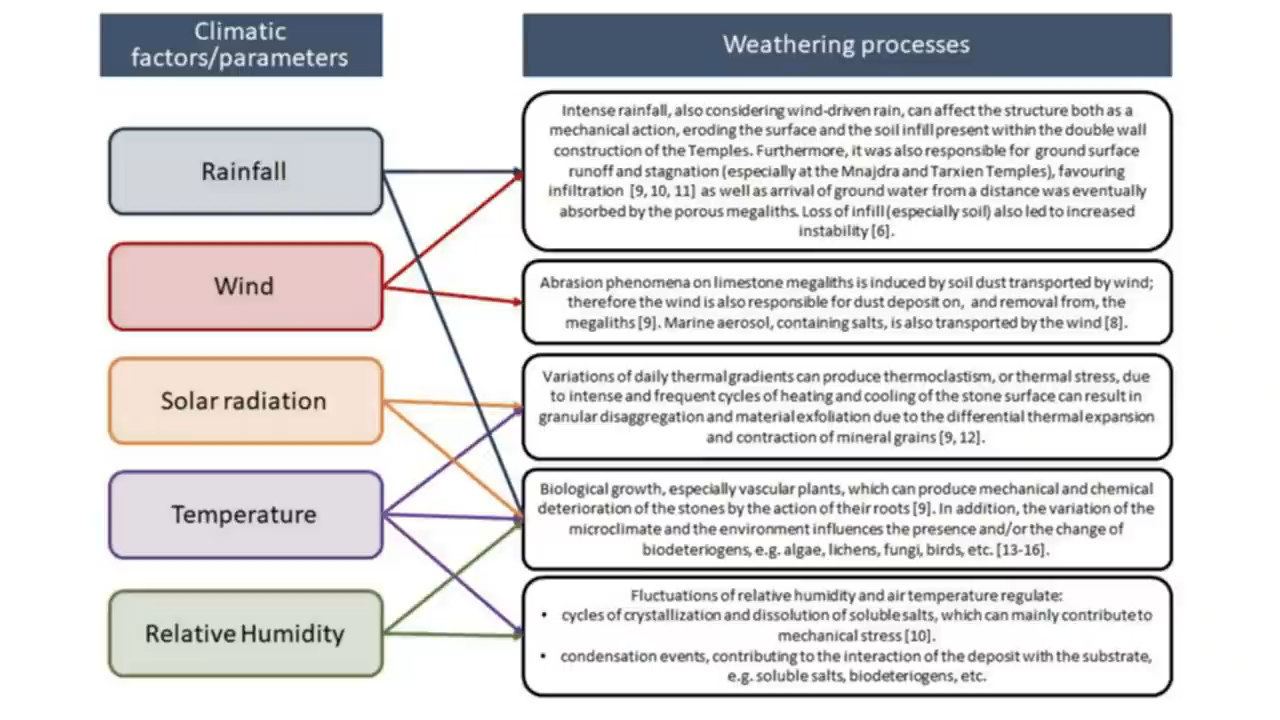 Climatic
factors/parameters
Weathering processes
Rainfall
Wind
Solar radiation
Temperature
Relative Humidity
Intense rainfall, also considering wind-driven rain, can affect the structure both as a
mechanical action, eroding the surface and the soil infill present within the double wall
construction of the Temples. Furthermore, it was also responsible for ground surface
runoff and stagnation (especially at the Mnajdra and Tarxien Temples), favouring
infiltration [9, 10, 11] as well as arrival of ground water from a distance was eventually
absorbed by the porous megaliths. Loss of infill (especially soil) also led to increased
instability [6].
Abrasion phenomena on limestone megaliths is induced by soil dust transported by wind;
therefore the wind is also responsible for dust deposit on, and removal from, the
megaliths [9]. Marine aerosol, containing salts, is also transported by the wind [8].
Variations of daily thermal gradients can produce thermoclastism, or thermal stress, due
to intense and frequent cycles of heating and cooling of the stone surface can result in
granular disaggregation and material exfoliation due to the differential thermal expansion
and contraction of mineral grains [9, 12].
Biological growth, especially vascular plants, which can produce mechanical and chemical
deterioration of the stones by the action of their roots [9]. In addition, the variation of the
microclimate and the environment influences the presence and/or the change of
biodeteriogens, e.g. algae, lichens, fungi, birds, etc. [13-16].
Fluctuations of relative humidity and air temperature regulate:
• cycles of crystallization and dissolution of soluble salts, which can mainly contribute to
mechanical stress [10].
• condensation events, contributing to the interaction of the deposit with the substrate,
e.g. soluble salts, biodeteriogens, etc.